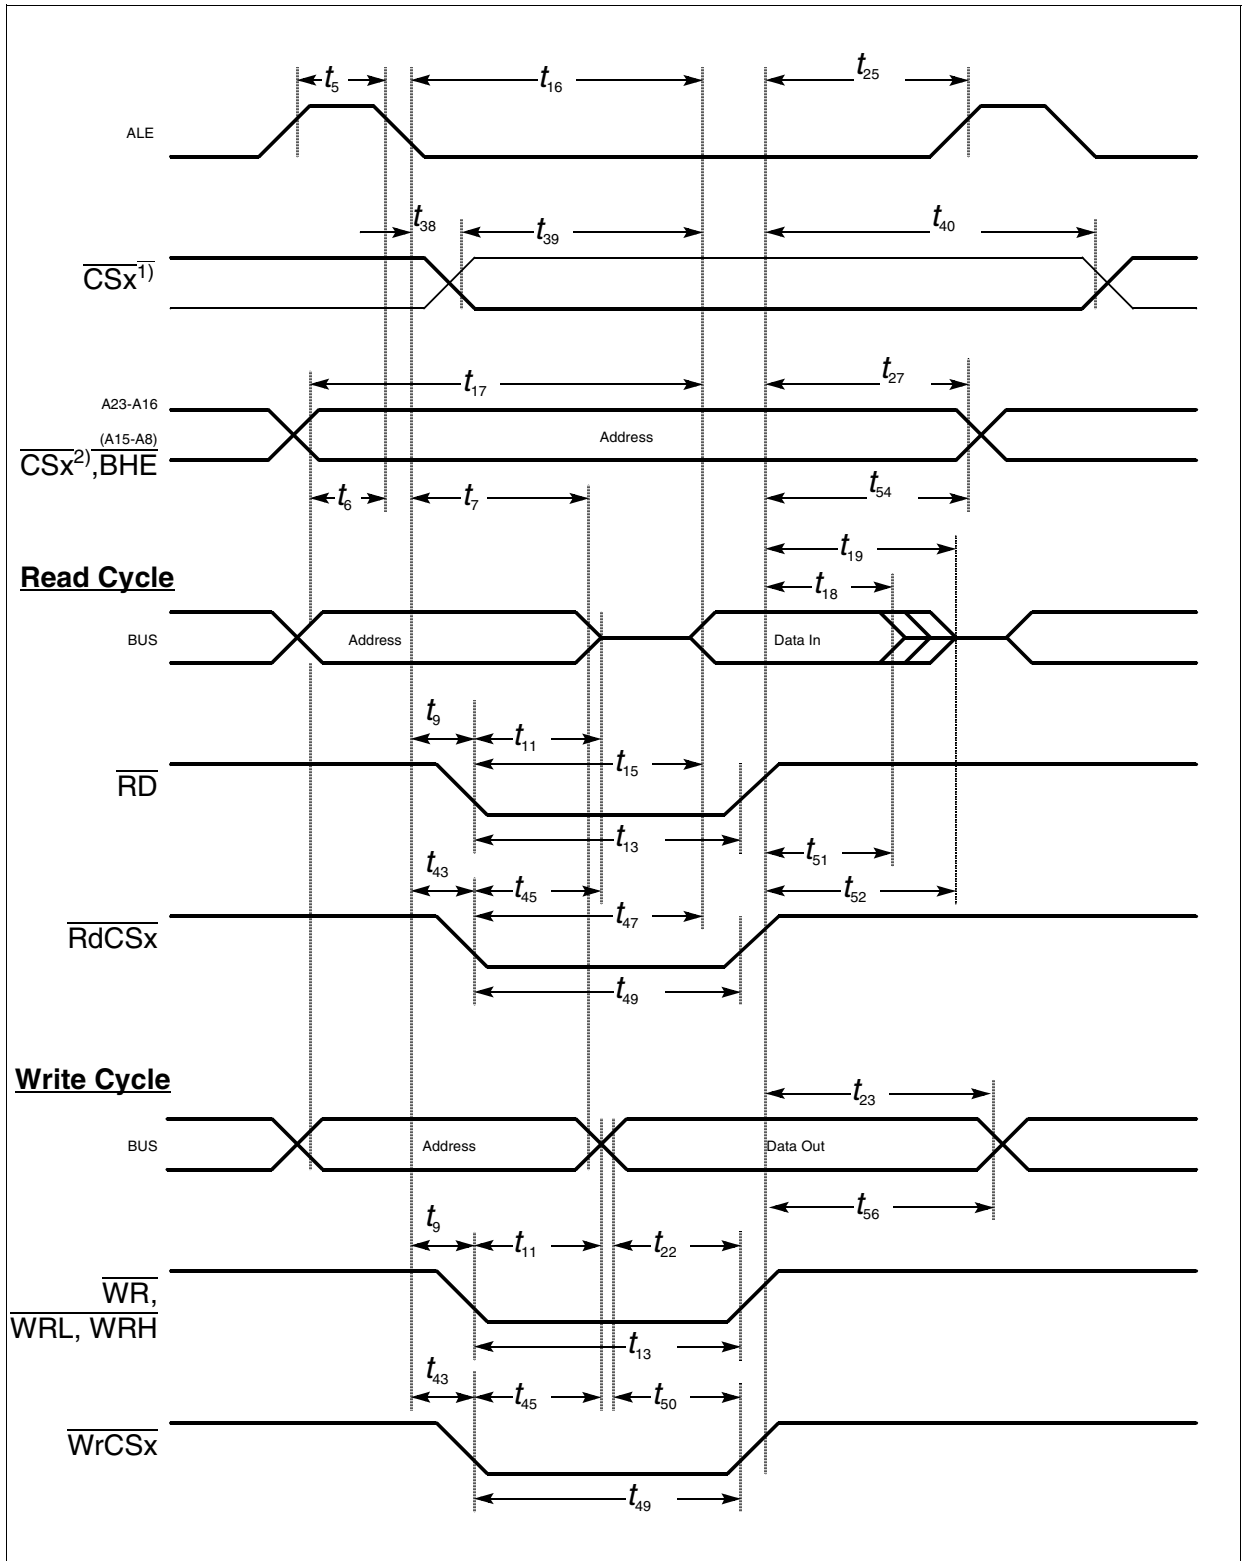 t5 t16 t25
ALE
t38 t39 t40
CSx1)
t17 t27
A23-A16
(A15-A8)
Address
CSx2),BHE
t6 t7 t54
t19
Read Cycle
t18
BUS Address Data In
t9 t11
t15
RD
t13 t51
t43 t45 t52
t47
RdCSx
t49
Write Cycle
t23
BUS Address Data Out
t56
t9 t11 t22
WR,
WRL, WRH
t13
t43 t45 t50
WrCSx
t49